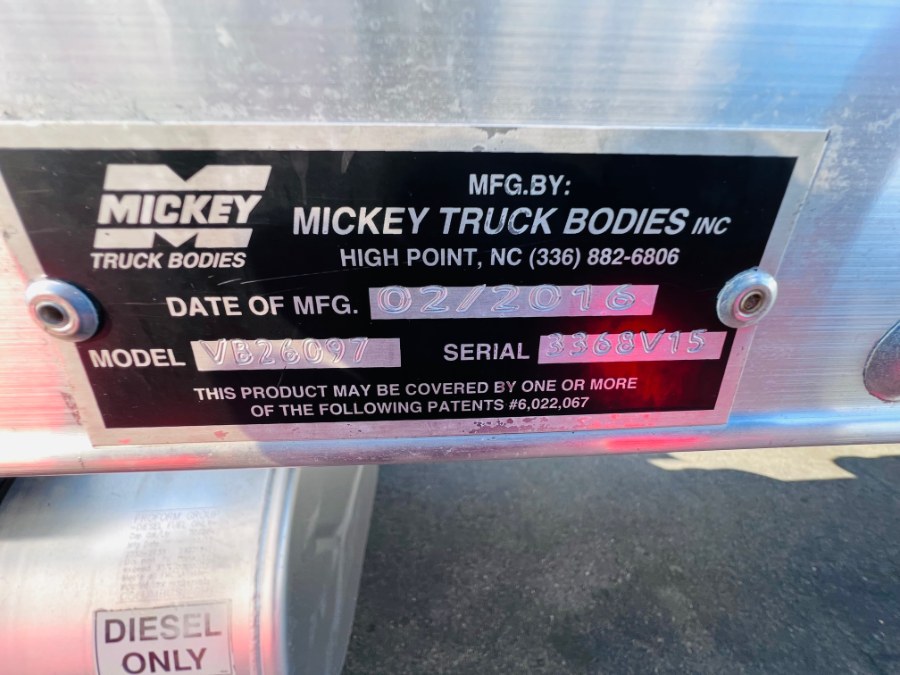 MICKEY
TRUCK BODIES
MFG.BY:
MICKEY TRUCK BODIES INC
HIGH POINT, NC (336) 882-6806
DATE OF MFG. 02/2016
MODEL VB26097 SERIAL 3368V15
THIS PRODUCT MAY BE COVERED BY ONE OR MORE
OF THE FOLLOWING PATENTS #6,022,067
DIESEL
ONLY